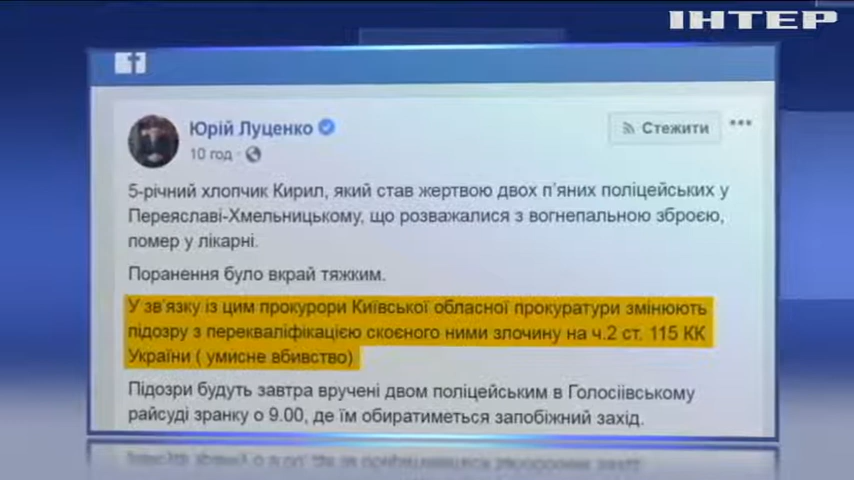 ІНТЕР
f
Юрій Луценко
10 год ·
Стежити
5-річний хлопчик Кирил, який став жертвою двох п'яних поліцейських у
Переяславі-Хмельницькому, що розважалися з вогнепальною зброєю,
помер у лікарні.
Поранення було вкрай тяжким.
У зв'язку із цим прокурори Київської обласної прокуратури змінюють
підозру з перекваліфікацією скоєного ними злочину на ч.2 ст. 115 КК
України ( умисне вбивство)
Підозри будуть завтра вручені двом поліцейським в Голосіївському
райсуді зранку о 9.00, де їм обиратиметься запобіжний захід.